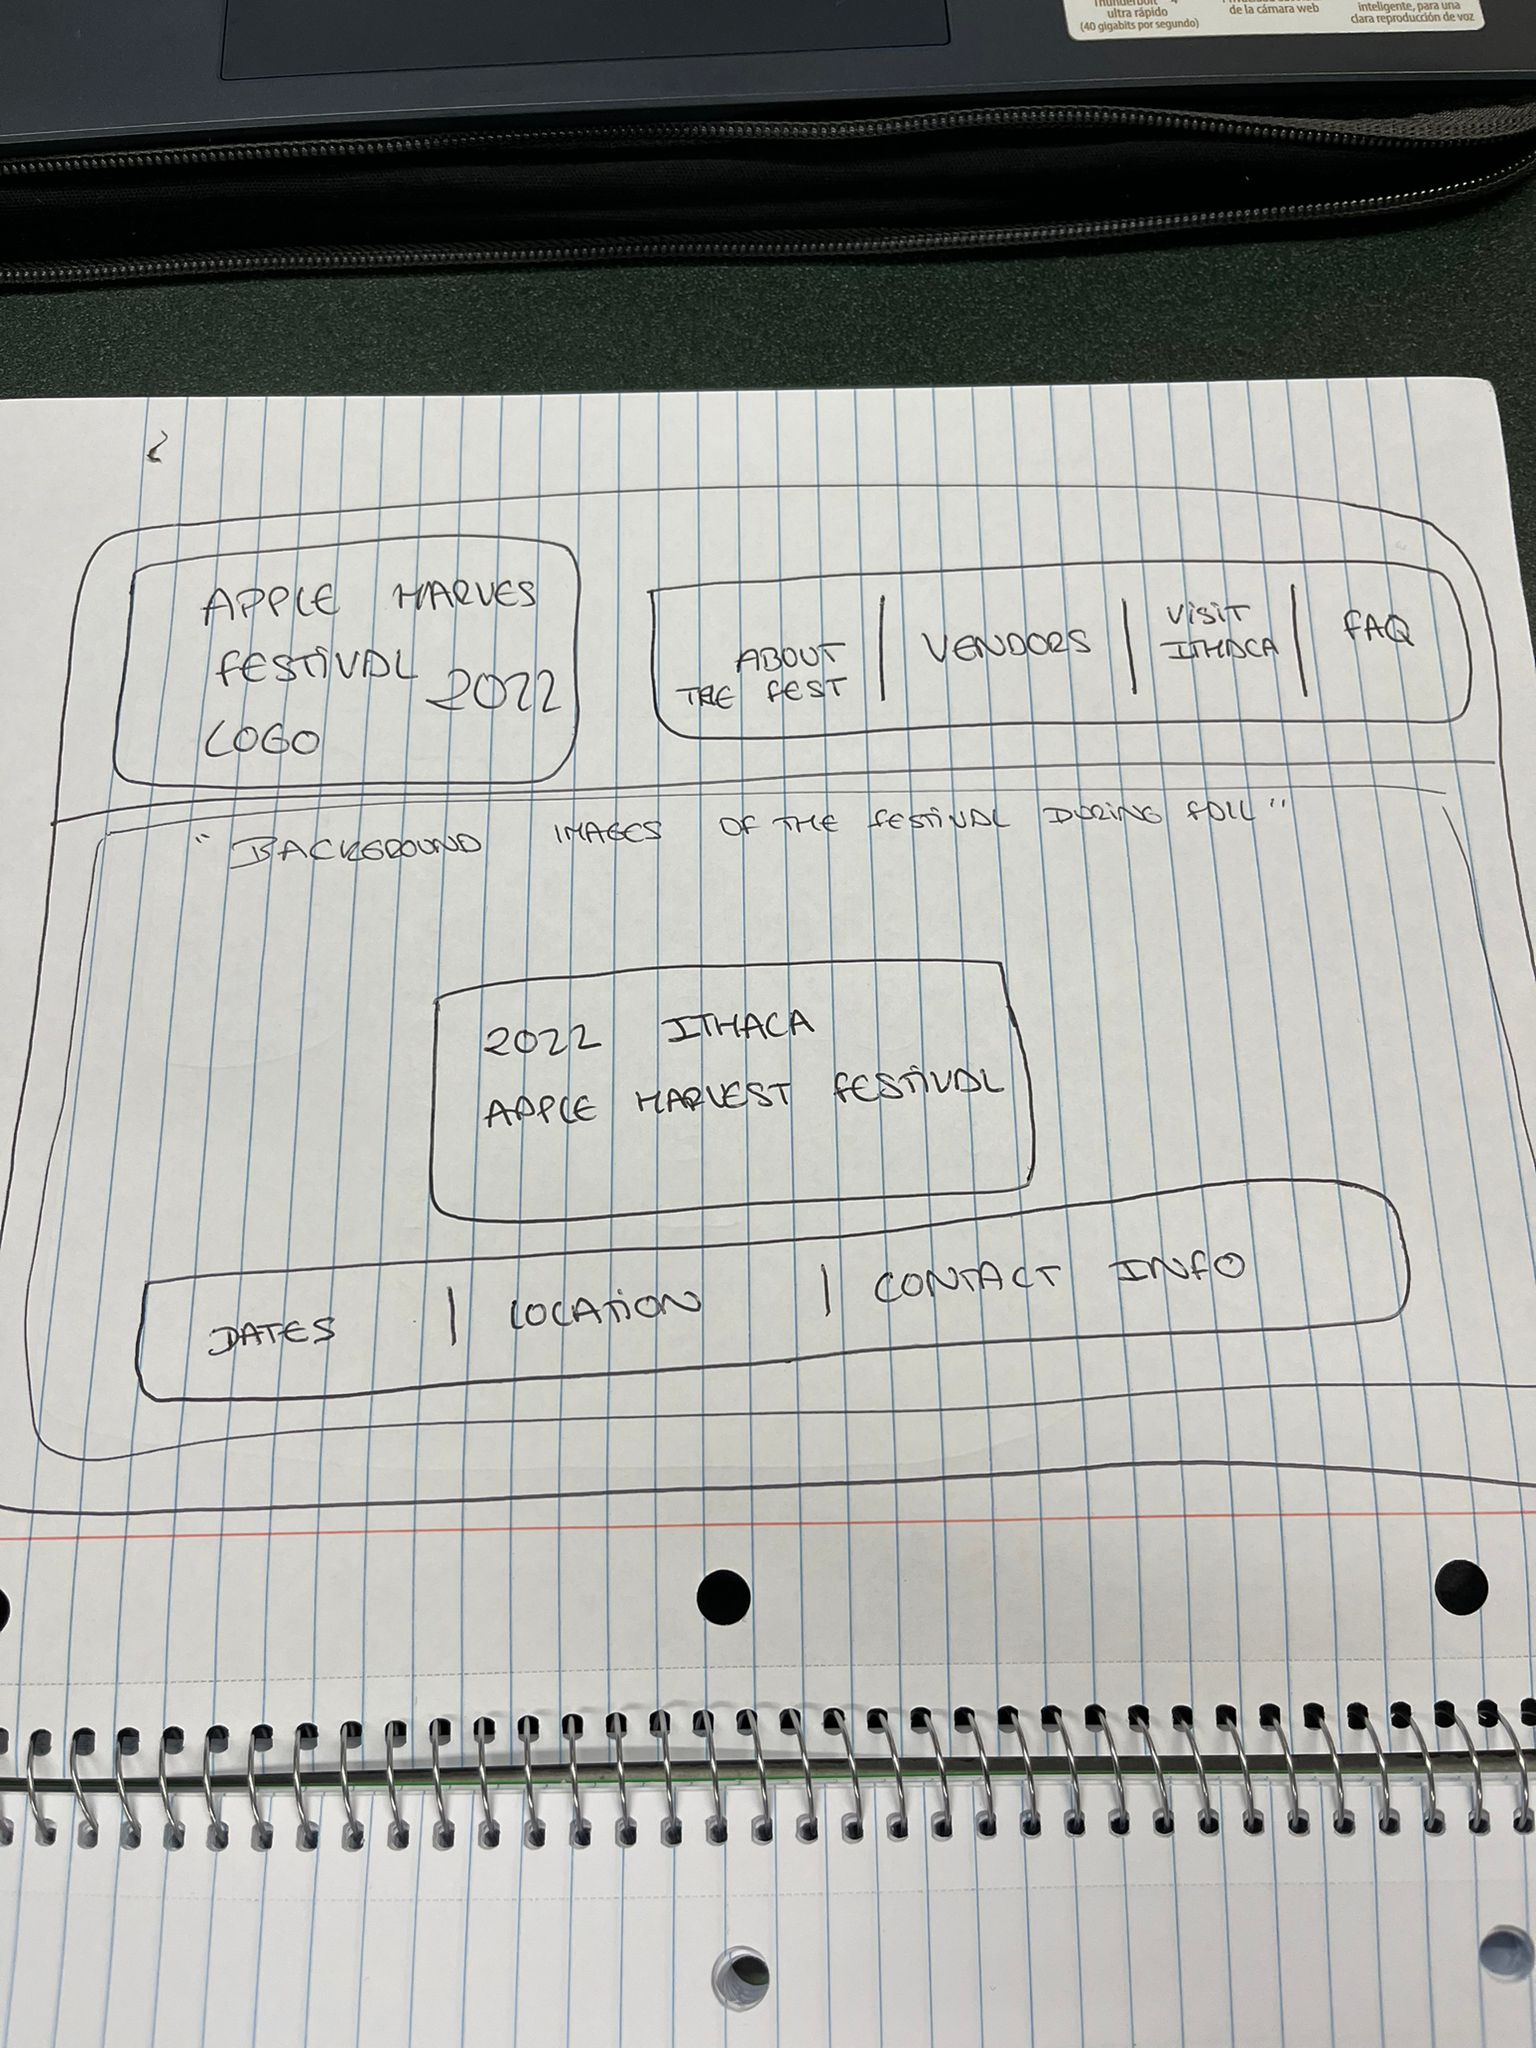 Thunderbolt™ 4
ultra rápido
(40 gigabits por segundo)
de la cámara web
inteligente, para una
clara reproducción de voz
APPLE HARVES
FESTIVAL 2022
LOGO
ABOUT
THE FEST
VENDORS
VISIT
ITHACA
FAQ
"BACKGROUND IMAGES OF THE FESTIVAL DURING FALL"
2022 ITHACA
APPLE HARVEST FESTIVAL
DATES | LOCATION | CONTACT INFO